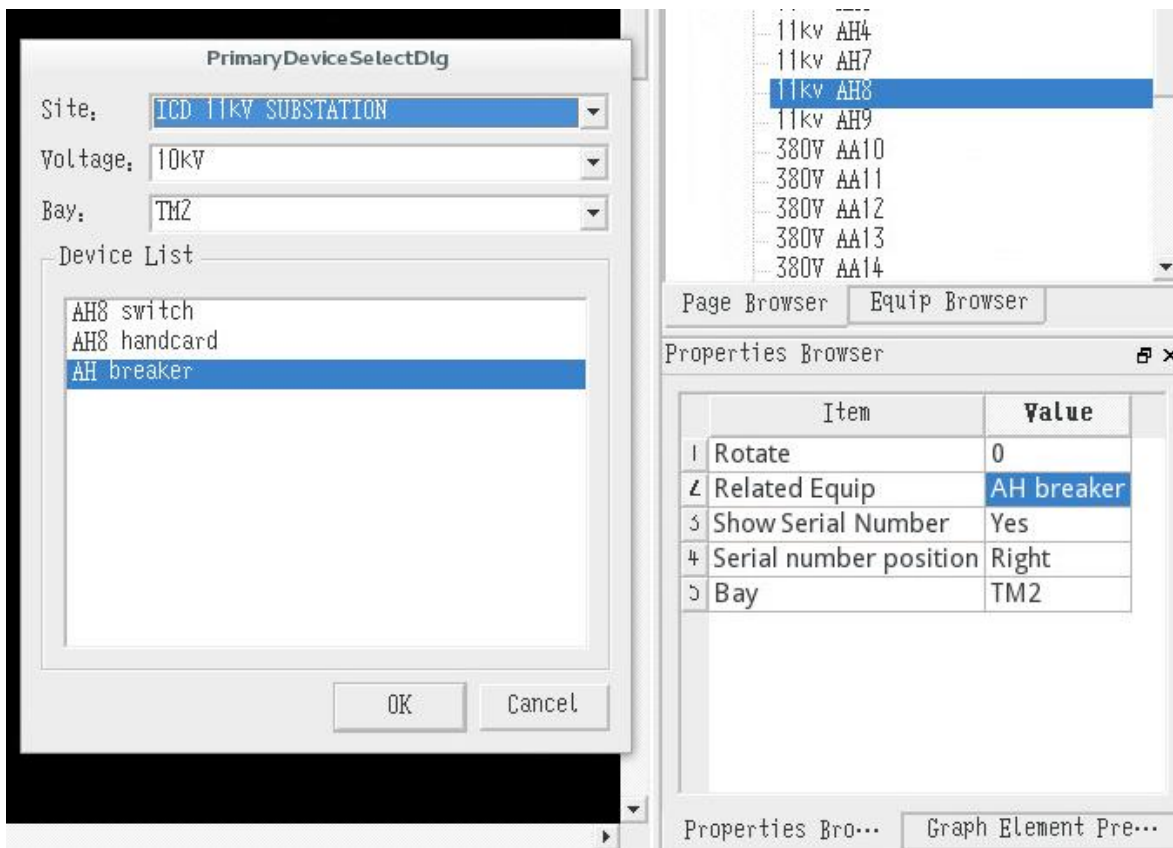 PrimaryDeviceSelectDlg
Site:
ICD 11kV SUBSTATION
Voltage:
10kV
Bay:
TM2
Device List
AH8 switch
AH8 handcard
AH breaker
OK
Cancel
11kv AH4
11kv AH7
11kv AH8
11kv AH9
380V AA10
380V AA11
380V AA12
380V AA13
380V AA14
Page Browser
Equip Browser
Properties Browser
Item Value
1 Rotate 0
2 Related Equip AH breaker
3 Show Serial Number Yes
4 Serial number position Right
5 Bay TM2
Properties Bro...
Graph Element Pre...